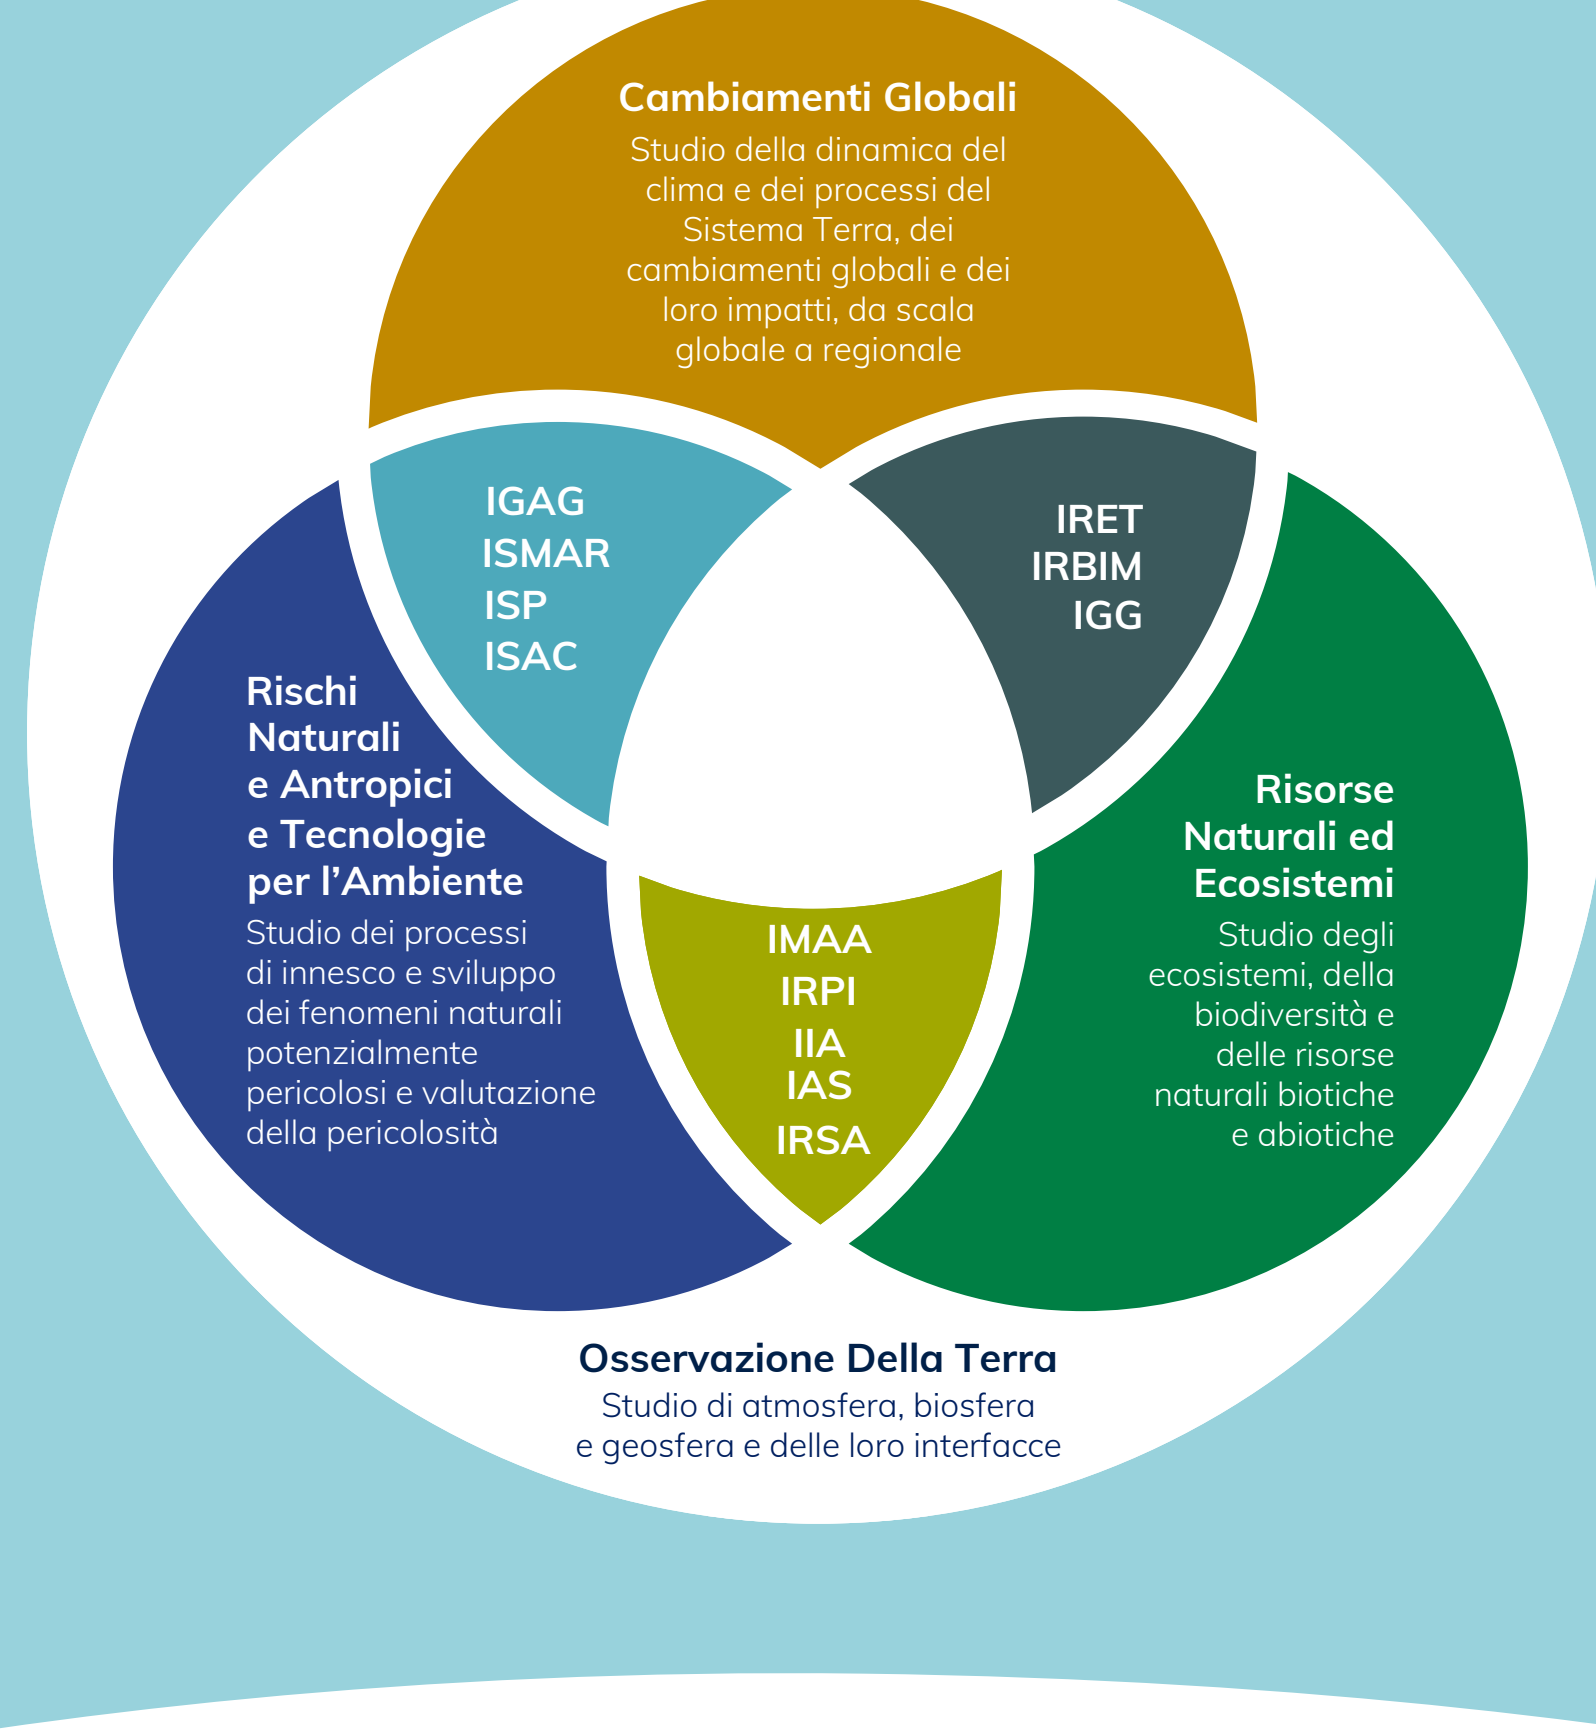 Cambiamenti Globali
Studio della dinamica del
clima e dei processi del
Sistema Terra, dei
cambiamenti globali e dei
loro impatti, da scala
globale a regionale
IGAG
ISMAR
ISP
ISAC
IRET
IRBIM
IGG
Rischi
Naturali
e Antropici
e Tecnologie
per l’Ambiente
Studio dei processi
di innesco e sviluppo
dei fenomeni naturali
potenzialmente
pericolosi e valutazione
della pericolosità
Risorse
Naturali ed
Ecosistemi
Studio degli
ecosistemi, della
biodiversità e
delle risorse
naturali biotiche
e abiotiche
IMAA
IRPI
IIA
IAS
IRSA
Osservazione Della Terra
Studio di atmosfera, biosfera
e geosfera e delle loro interfacce